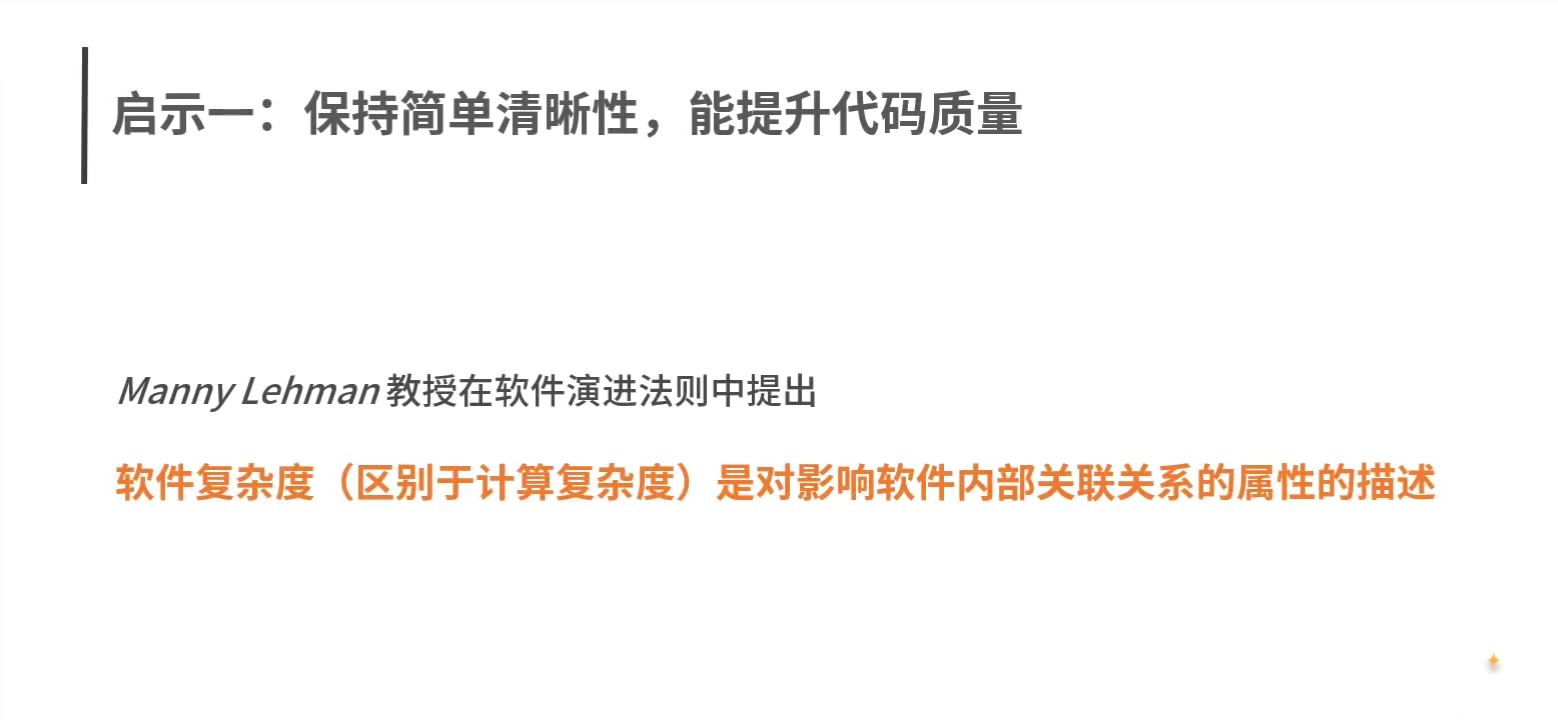 启示一：保持简单清晰性，能提升代码质量
Manny Lehman 教授在软件演进法则中提出
软件复杂度（区别于计算复杂度）是对影响软件内部关联关系的属性的描述